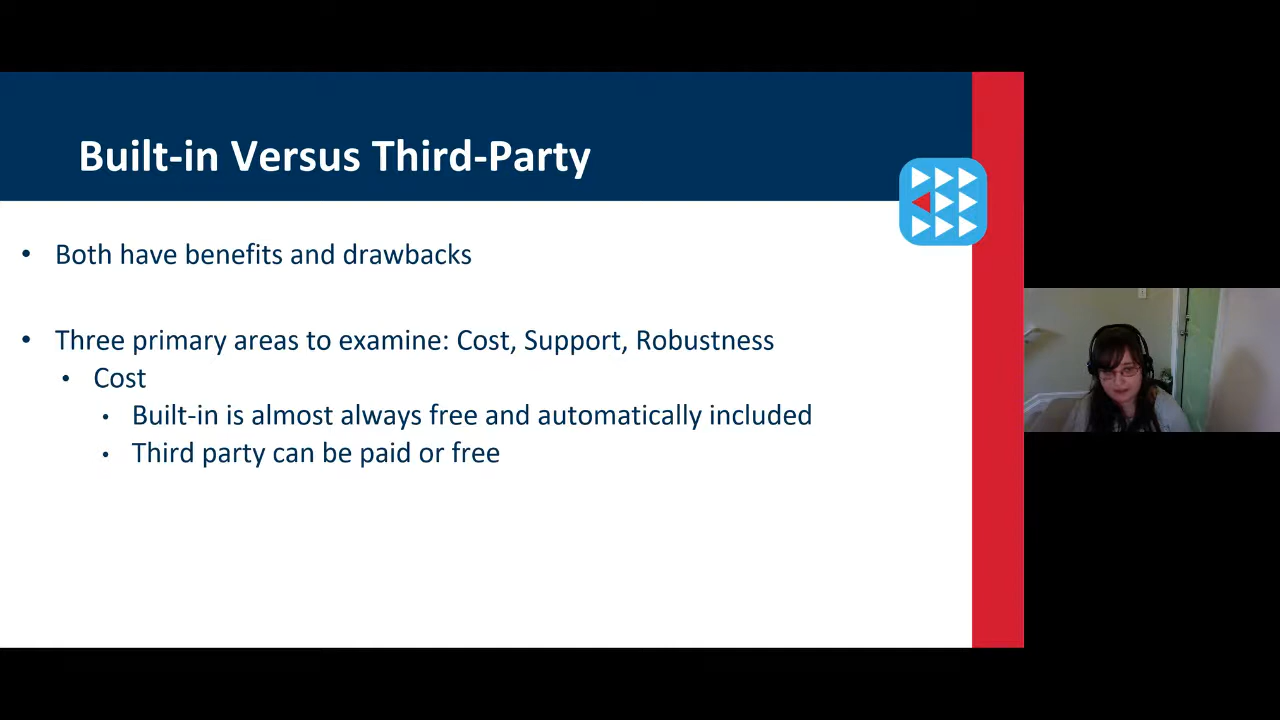 Built-in Versus Third-Party
• Both have benefits and drawbacks
• Three primary areas to examine: Cost, Support, Robustness
• Cost
• Built-in is almost always free and automatically included
• Third party can be paid or free